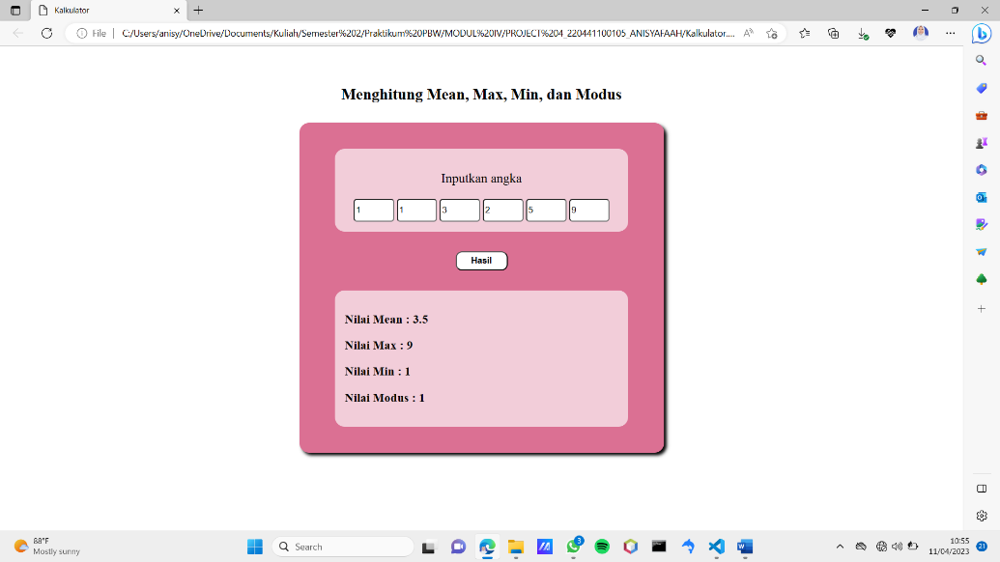 Kalkulator
File
C:/Users/anisy/OneDrive/Documents/Kuliah/Semester%202/Praktikum%20PBW/MODUL%20IV/PROJECT%204_220441100105_ANISYAFAAH/Kalkulator....
Menghitung Mean, Max, Min, dan Modus
Inputkan angka
1 1 3 2 5 9
Hasil
Nilai Mean : 3.5
Nilai Max : 9
Nilai Min : 1
Nilai Modus : 1
88°F
Mostly sunny
Search
3
10:55
11/04/2023
21